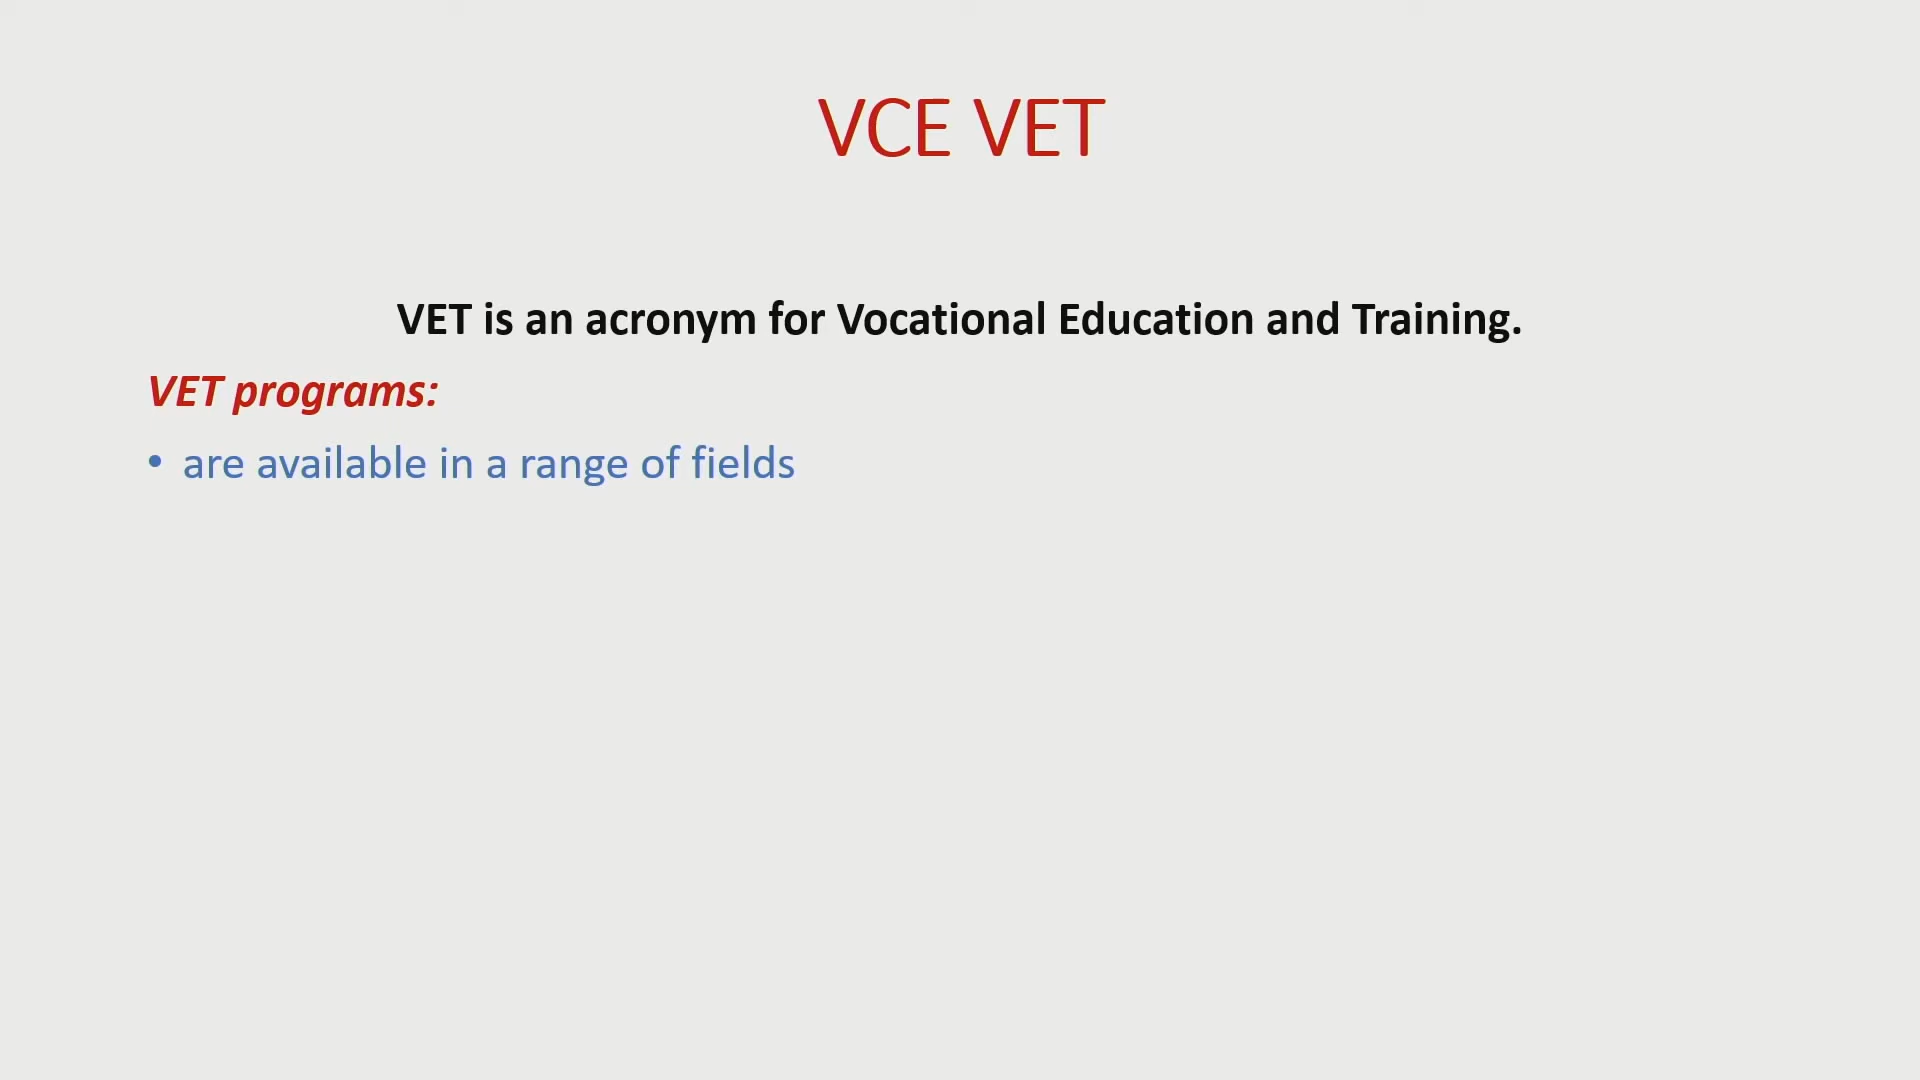 VCE VET
VET is an acronym for Vocational Education and Training.
VET programs:
• are available in a range of fields